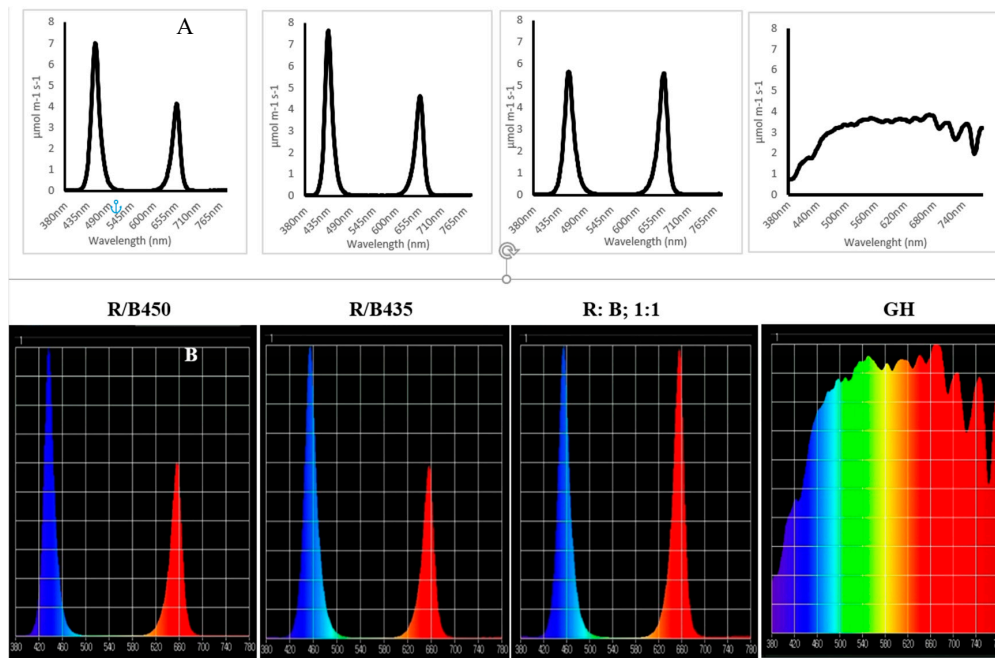 A
μmol m-1 s-1
8
7
6
5
4
3
2
1
0
380nm
435nm
490nm
545nm
600nm
655nm
710nm
765nm
Wavelength (nm)
μmol m-1 s-1
8
7
6
5
4
3
2
1
0
380nm
435nm
490nm
545nm
600nm
655nm
710nm
765nm
Wavelength (nm)
μmol m-1 s-1
8
7
6
5
4
3
2
1
0
380nm
435nm
490nm
545nm
600nm
655nm
710nm
765nm
Wavelength (nm)
μmol m-1 s-1
8
7
6
5
4
3
2
1
0
380nm
440nm
500nm
560nm
620nm
680nm
740nm
Wavelenght (nm)
R/B450
R/B435
R: B; 1:1
GH
1
B
380 420 460 500 540 580 620 660 700 740 780
1
380 420 460 500 540 580 620 660 700 740 780
1
380 420 460 500 540 580 620 660 700 740 780
1
380 420 460 500 540 580 620 660 700 740